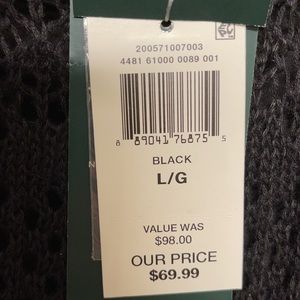 200571007003
4481 61000 0089 001
8 89041 76875 5
BLACK
L/G
VALUE WAS
$98.00
OUR PRICE
$69.99